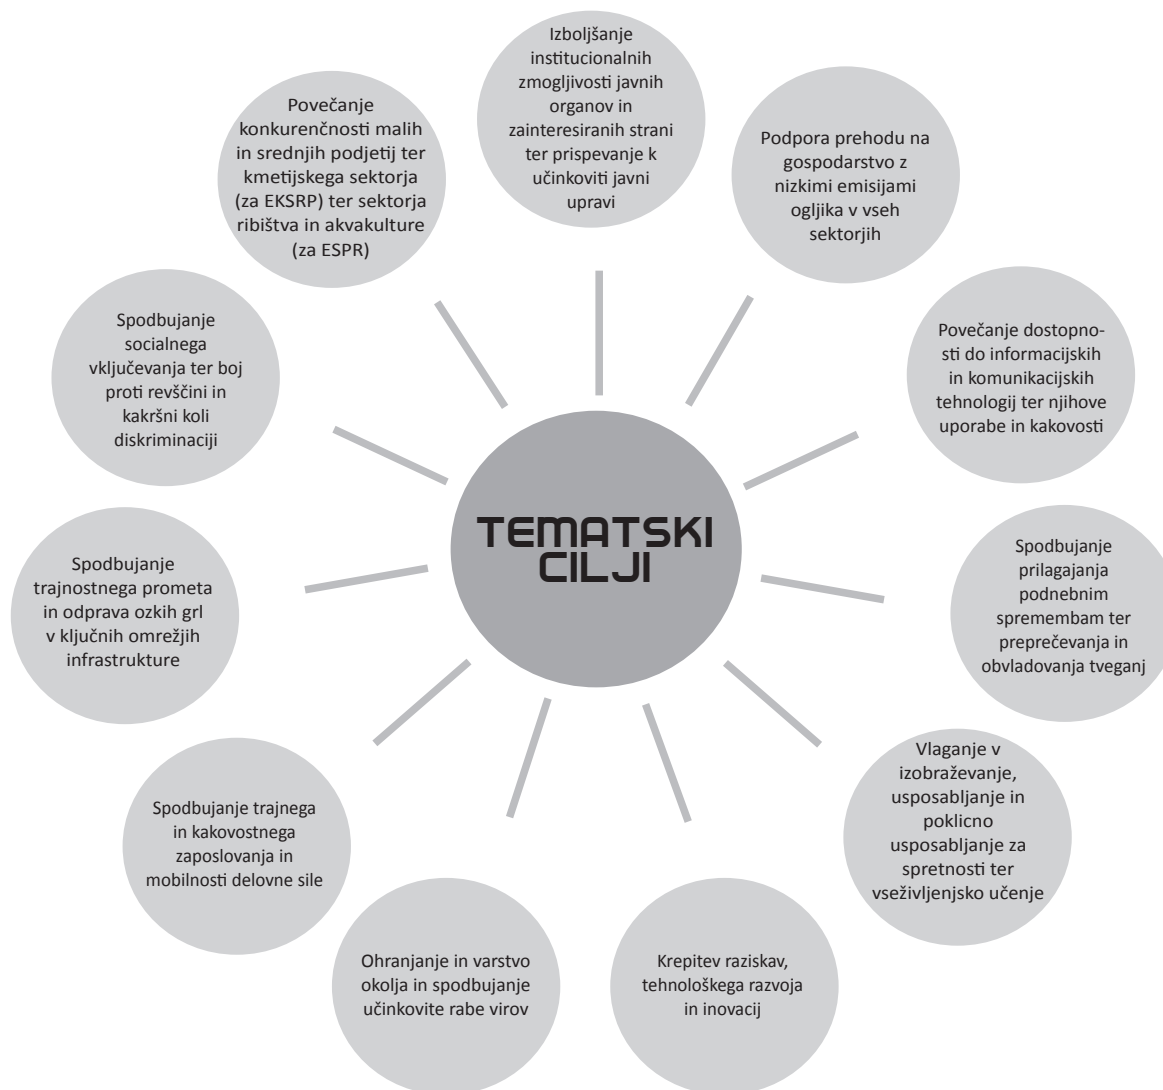 Izboljšanje
institucionalnih
zmogljivosti javnih
organov in
zainteresiranih strani
ter prispevanje k
učinkoviti javni
upravi
Podpora prehodu na
gospodarstvo z
nizkimi emisijami
ogljika v vseh
sektorjih
Povečanje dostopno-
sti do informacijskih
in komunikacijskih
tehnologij ter njihove
uporabe in kakovosti
Spodbujanje
prilagajanja
podnebnim
spremembam ter
preprečevanja in
obvladovanja tveganj
Vlaganje v
izobraževanje,
usposabljanje in
poklicno
usposabljanje za
spretnosti ter
vseživljenjsko učenje
Krepitev raziskav,
tehnološkega razvoja
in inovacij
Ohranjanje in varstvo
okolja in spodbujanje
učinkovite rabe virov
Spodbujanje trajnega
in kakovostnega
zaposlovanja in
mobilnosti delovne sile
Spodbujanje
trajnostnega prometa
in odprava ozkih grl
v ključnih omrežjih
infrastrukture
Spodbujanje
socialnega
vključevanja ter boj
proti revščini in
kakršni koli
diskriminaciji
Povečanje
konkurenčnosti malih
in srednjih podjetij ter
kmetijskega sektorja
(za EKSRP) ter sektorja
ribištva in akvakulture
(za ESPR)
TEMATSKI
CILJI